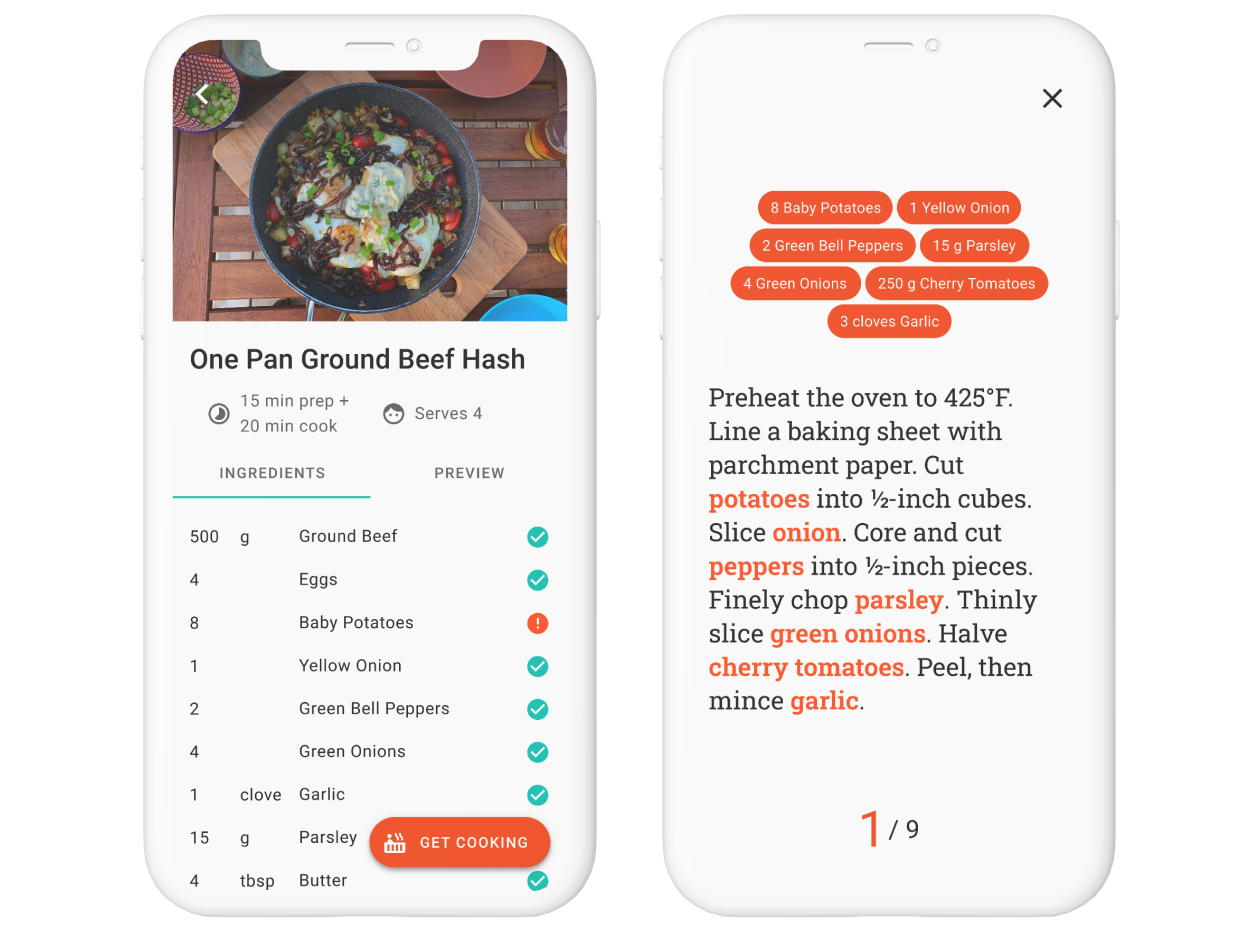 One Pan Ground Beef Hash
15 min prep +
20 min cook
Serves 4
INGREDIENTS PREVIEW
500 g Ground Beef
4 Eggs
8 Baby Potatoes
1 Yellow Onion
2 Green Bell Peppers
4 Green Onions
1 clove Garlic
15 g Parsley
GET COOKING
4 tbsp Butter
8 Baby Potatoes 1 Yellow Onion
2 Green Bell Peppers 15 g Parsley
4 Green Onions 250 g Cherry Tomatoes
3 cloves Garlic
Preheat the oven to 425°F.
Line a baking sheet with
parchment paper. Cut
potatoes into ½-inch cubes.
Slice onion. Core and cut
peppers into ½-inch pieces.
Finely chop parsley. Thinly
slice green onions. Halve
cherry tomatoes. Peel, then
mince garlic.
1 / 9